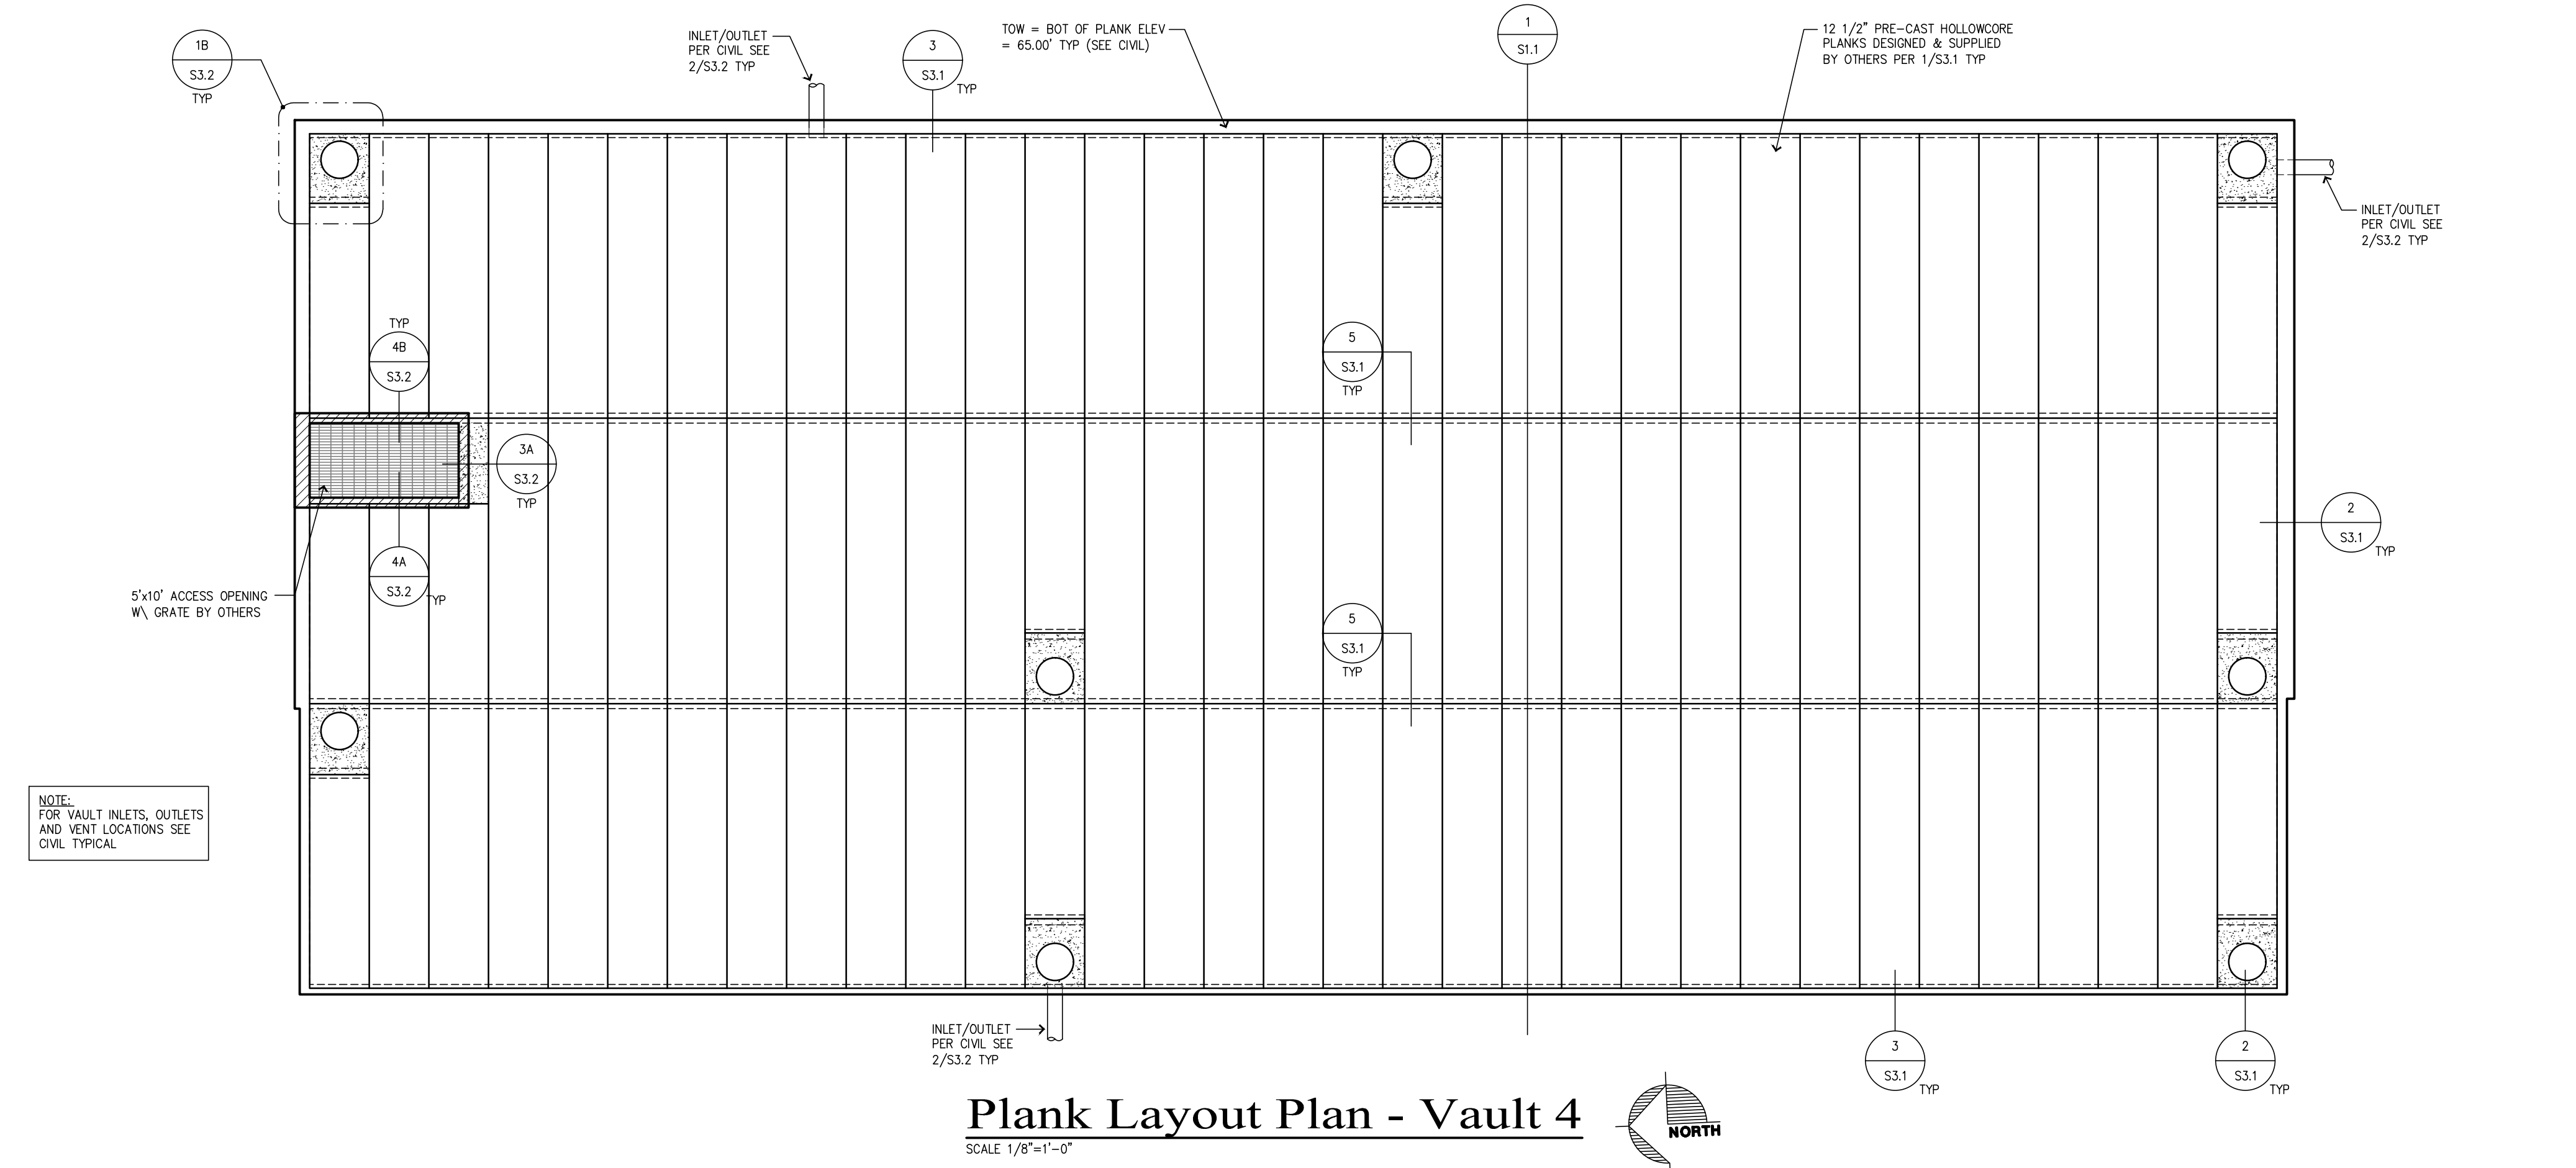 1B
S3.2
TYP
INLET/OUTLET
PER CIVIL SEE
2/S3.2 TYP
3
S3.1
TYP
TOW = BOT OF PLANK ELEV
= 65.00' TYP (SEE CIVIL)
1
S1.1
12 1/2" PRE-CAST HOLLOWCORE
PLANKS DESIGNED & SUPPLIED
BY OTHERS PER 1/S3.1 TYP
INLET/OUTLET
PER CIVIL SEE
2/S3.2 TYP
TYP
4B
S3.2
5
S3.1
TYP
3A
S3.2
TYP
2
S3.1
TYP
4A
S3.2
TYP
5'x10' ACCESS OPENING
W\ GRATE BY OTHERS
5
S3.1
TYP
NOTE:
FOR VAULT INLETS, OUTLETS
AND VENT LOCATIONS SEE
CIVIL TYPICAL
INLET/OUTLET
PER CIVIL SEE
2/S3.2 TYP
3
S3.1
TYP
2
S3.1
TYP
Plank Layout Plan - Vault 4
SCALE 1/8"=1'-0"
NORTH